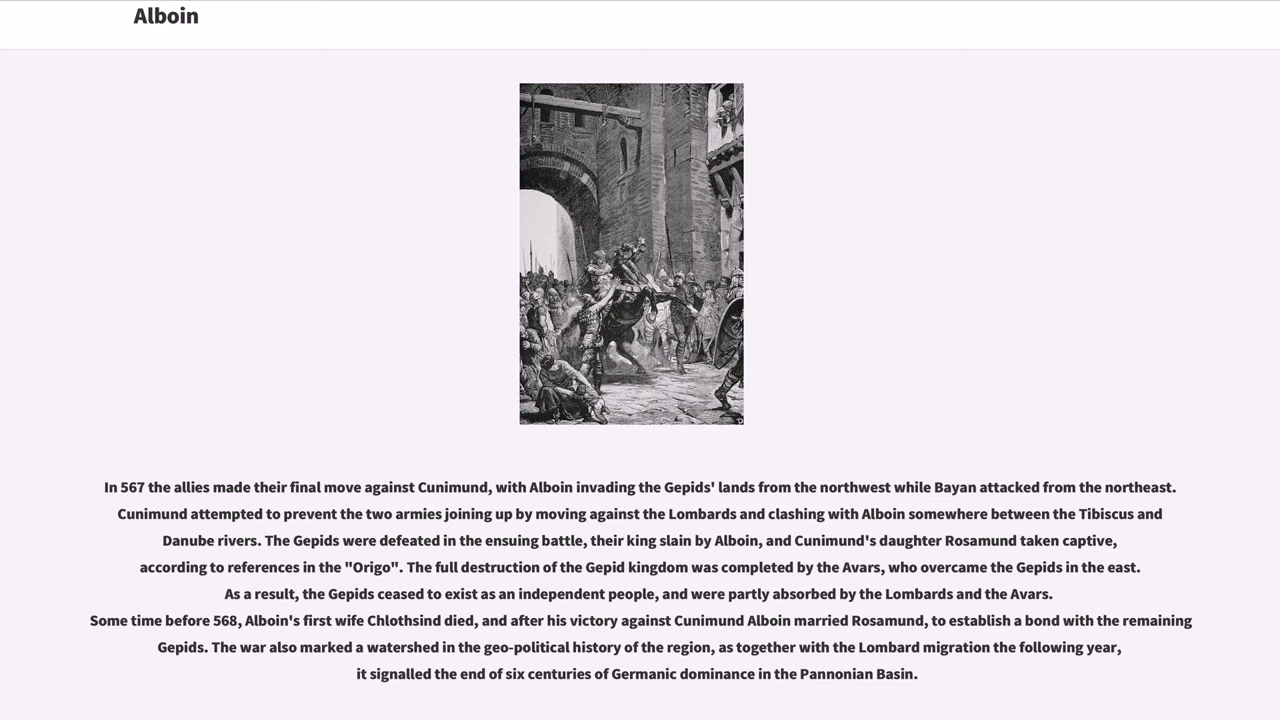 Alboin
In 567 the allies made their final move against Cunimund, with Alboin invading the Gepids' lands from the northwest while Bayan attacked from the northeast.
Cunimund attempted to prevent the two armies joining up by moving against the Lombards and clashing with Alboin somewhere between the Tibiscus and
Danube rivers. The Gepids were defeated in the ensuing battle, their king slain by Alboin, and Cunimund's daughter Rosamund taken captive,
according to references in the "Origo". The full destruction of the Gepid kingdom was completed by the Avars, who overcame the Gepids in the east.
As a result, the Gepids ceased to exist as an independent people, and were partly absorbed by the Lombards and the Avars.
Some time before 568, Alboin's first wife Chlothsind died, and after his victory against Cunimund Alboin married Rosamund, to establish a bond with the remaining
Gepids. The war also marked a watershed in the geo-political history of the region, as together with the Lombard migration the following year,
it signalled the end of six centuries of Germanic dominance in the Pannonian Basin.